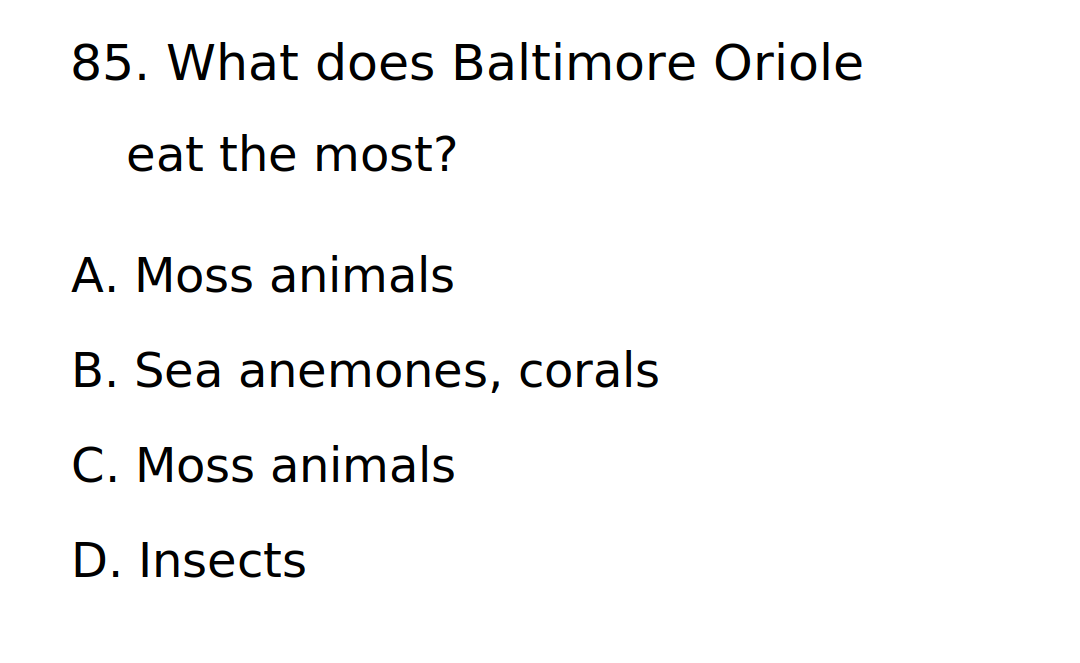 85. What does Baltimore Oriole
eat the most?
A. Moss animals
B. Sea anemones, corals
C. Moss animals
D. Insects